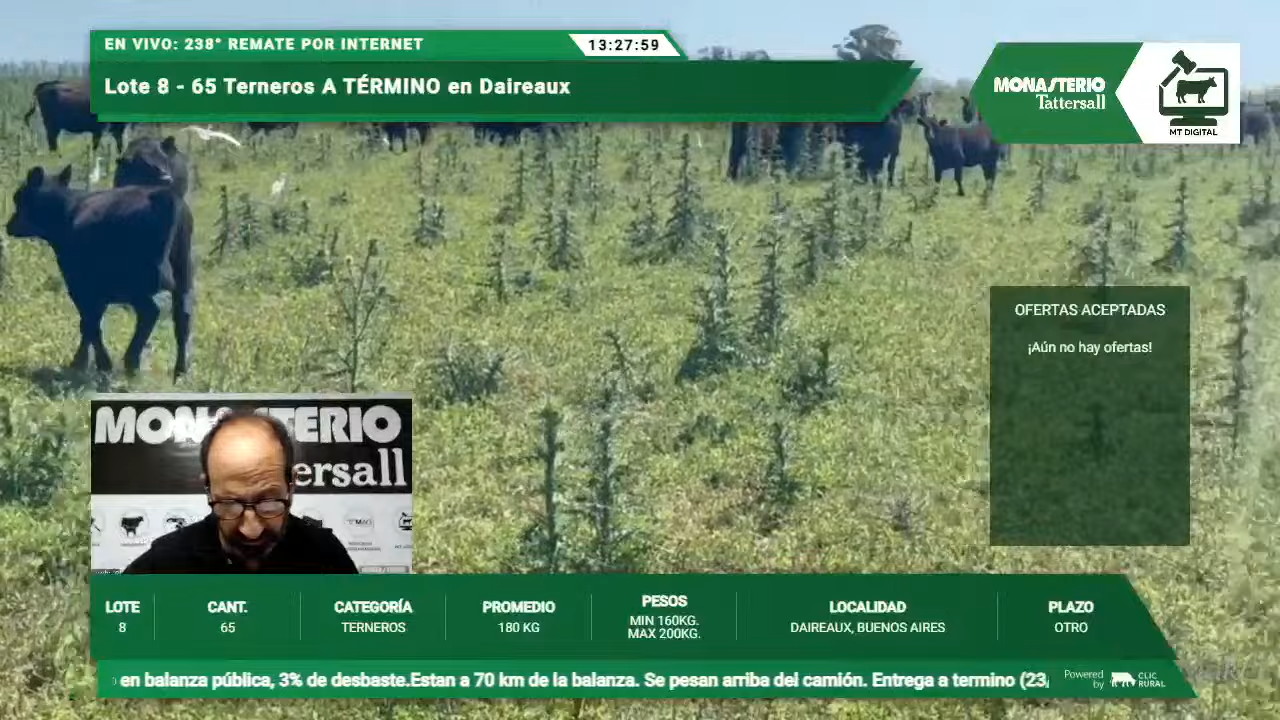 EN VIVO: 238° REMATE POR INTERNET
13:27:59
Lote 8 - 65 Terneros A TÉRMINO en Daireaux
MONASTERIO
Tattersall
MT DIGITAL
OFERTAS ACEPTADAS
¡Aún no hay ofertas!
MONASTERIO
Tattersall
LOTE
8
CANT.
65
CATEGORÍA
TERNEROS
PROMEDIO
180 KG
PESOS
MIN 160KG.
MAX 200KG.
LOCALIDAD
DAIREAUX, BUENOS AIRES
PLAZO
OTRO
en balanza pública, 3% de desbaste.Estan a 70 km de la balanza. Se pesan arriba del camión. Entrega a termino (23,
Powered
by
CLIC
RURAL